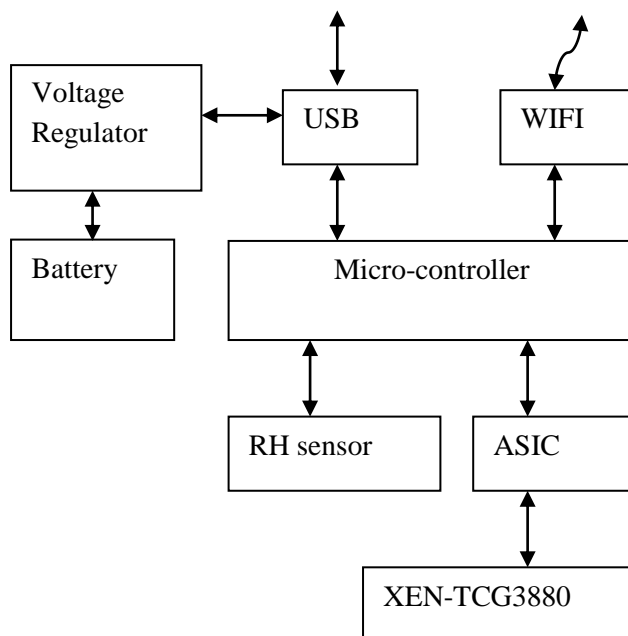 Voltage
Regulator
USB
WIFI
Battery
Micro-controller
RH sensor
ASIC
XEN-TCG3880